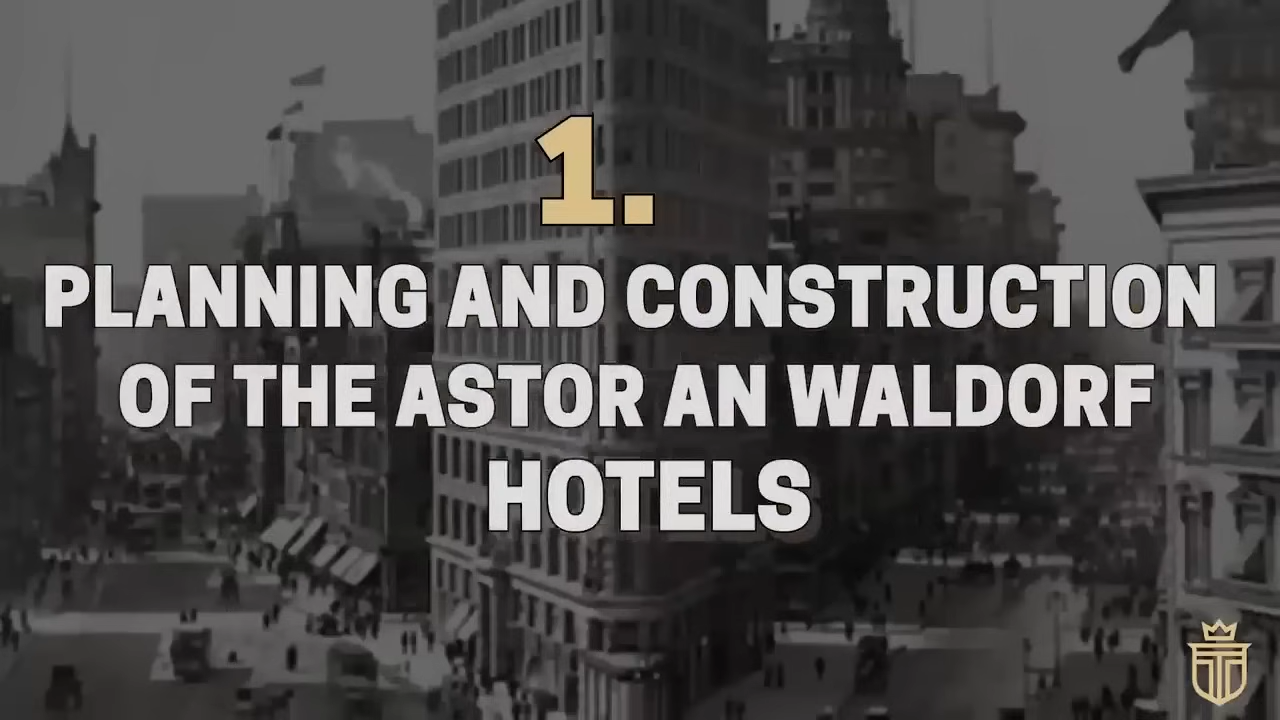 1.
PLANNING AND CONSTRUCTION
OF THE ASTOR AN WALDORF
HOTELS